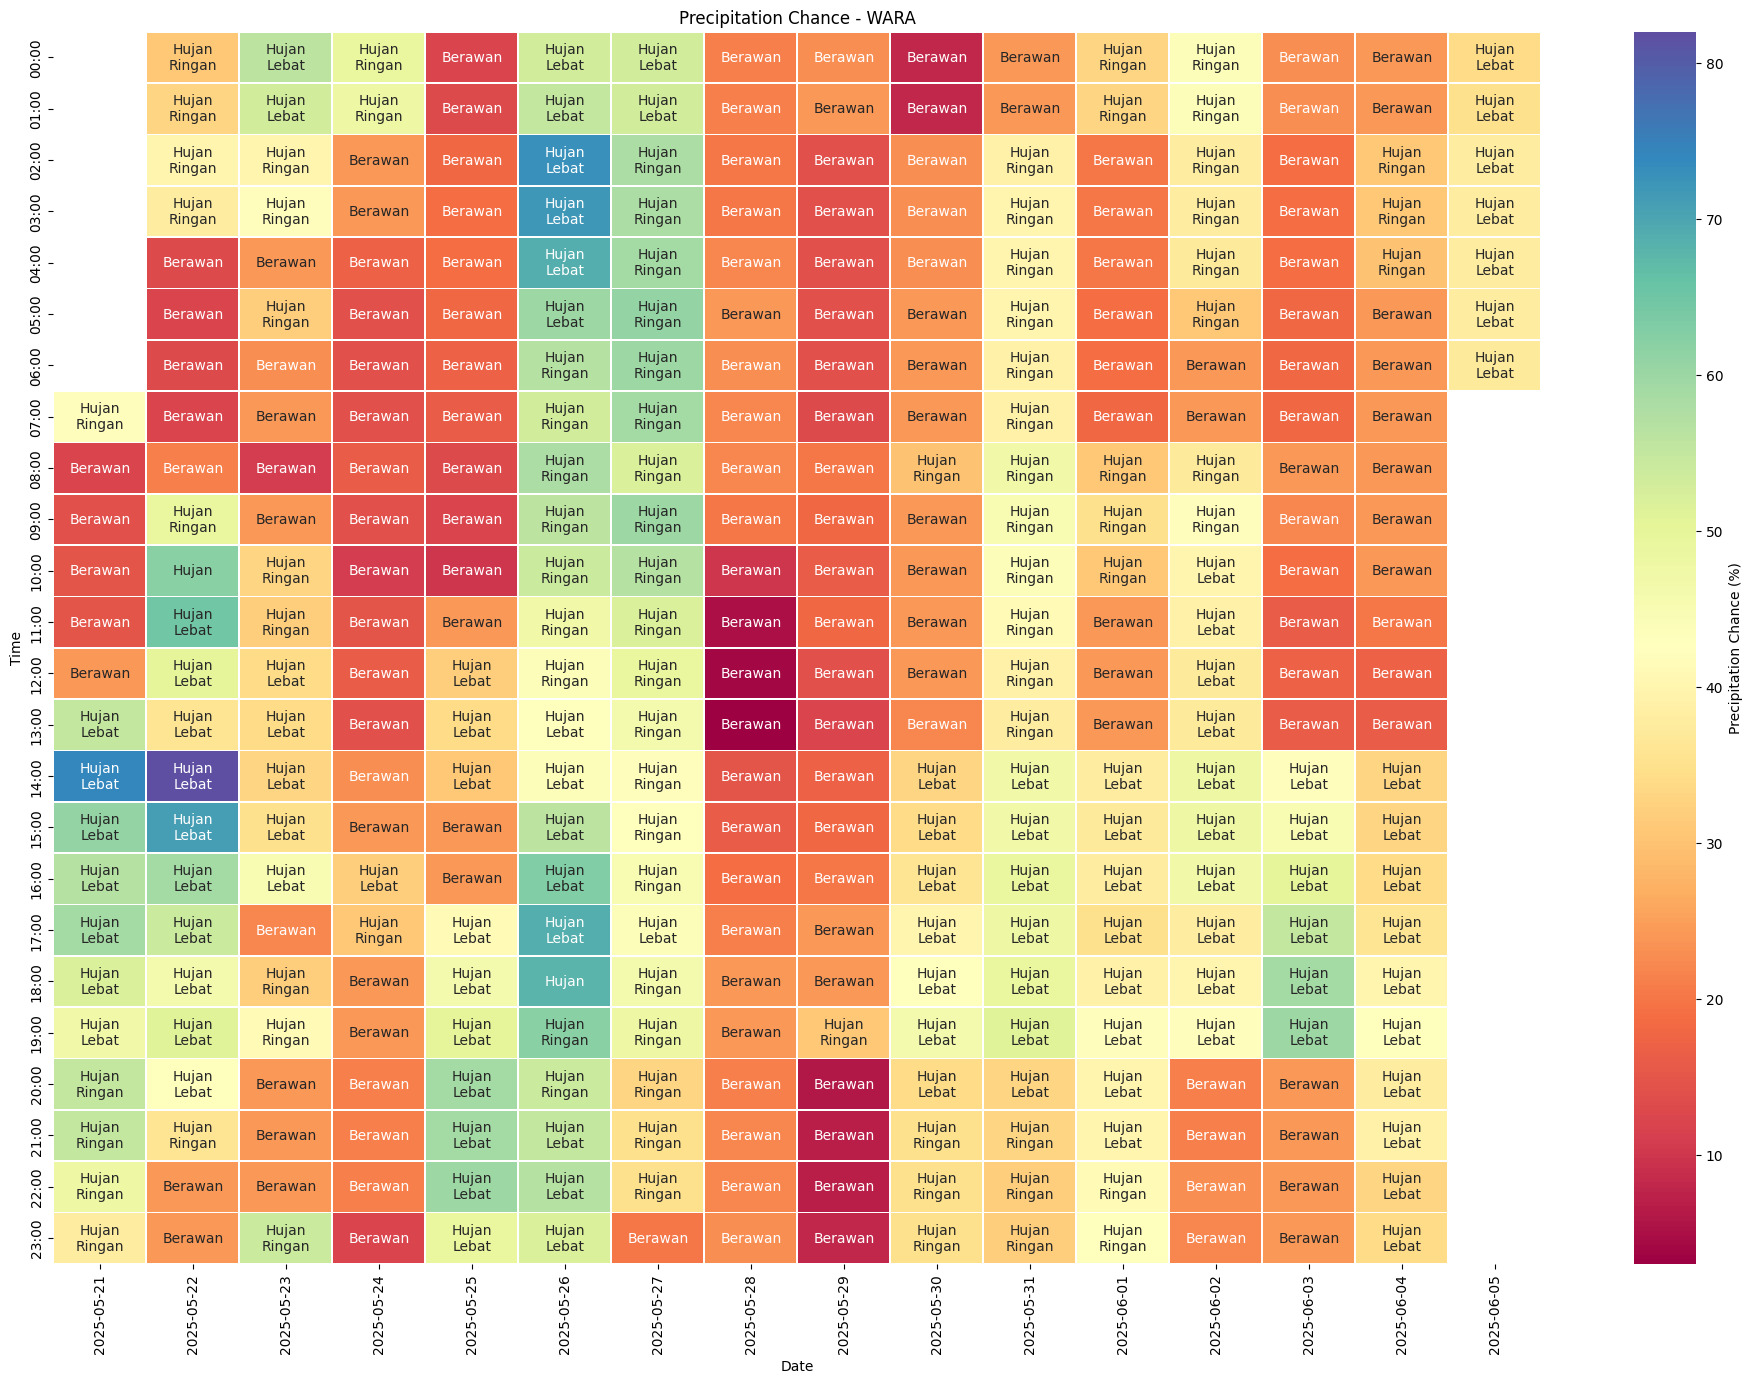 Precipitation Chance - WARA
00:00 Hujan Ringan Hujan Lebat Hujan Ringan Berawan Hujan Lebat Hujan Lebat Berawan Berawan Berawan Berawan Hujan Ringan Hujan Ringan Berawan Berawan Hujan Lebat
01:00 Hujan Ringan Hujan Lebat Hujan Ringan Berawan Hujan Lebat Hujan Lebat Berawan Berawan Berawan Berawan Hujan Ringan Hujan Ringan Berawan Berawan Hujan Lebat
02:00 Hujan Ringan Hujan Ringan Berawan Berawan Hujan Lebat Hujan Ringan Berawan Berawan Berawan Hujan Ringan Berawan Hujan Ringan Berawan Hujan Ringan Hujan Lebat
03:00 Hujan Ringan Hujan Ringan Berawan Berawan Hujan Lebat Hujan Ringan Berawan Berawan Berawan Hujan Ringan Berawan Hujan Ringan Berawan Hujan Ringan Hujan Lebat
04:00 Berawan Berawan Berawan Berawan Hujan Lebat Hujan Ringan Berawan Berawan Berawan Hujan Ringan Berawan Hujan Ringan Berawan Hujan Ringan Hujan Lebat
05:00 Berawan Hujan Ringan Berawan Berawan Hujan Lebat Hujan Ringan Berawan Berawan Berawan Hujan Ringan Berawan Hujan Ringan Berawan Berawan Hujan Lebat
06:00 Berawan Berawan Berawan Berawan Hujan Ringan Hujan Ringan Berawan Berawan Berawan Hujan Ringan Berawan Berawan Berawan Berawan Hujan Lebat
07:00 Hujan Ringan Berawan Berawan Berawan Berawan Hujan Ringan Hujan Ringan Berawan Berawan Berawan Hujan Ringan Berawan Berawan Berawan Berawan
08:00 Berawan Berawan Berawan Berawan Berawan Hujan Ringan Hujan Ringan Berawan Berawan Hujan Ringan Hujan Ringan Hujan Ringan Hujan Ringan Berawan Berawan
09:00 Berawan Hujan Ringan Berawan Berawan Berawan Hujan Ringan Hujan Ringan Berawan Berawan Berawan Hujan Ringan Hujan Ringan Hujan Ringan Berawan Berawan
10:00 Berawan Hujan Hujan Ringan Berawan Berawan Hujan Ringan Hujan Ringan Berawan Berawan Berawan Hujan Ringan Hujan Ringan Hujan Lebat Berawan Berawan
11:00 Berawan Hujan Lebat Hujan Ringan Berawan Berawan Hujan Ringan Hujan Ringan Berawan Berawan Berawan Hujan Ringan Berawan Hujan Lebat Berawan Berawan
12:00 Berawan Hujan Lebat Hujan Lebat Berawan Hujan Lebat Hujan Ringan Hujan Ringan Berawan Berawan Berawan Hujan Ringan Berawan Hujan Lebat Berawan Berawan
13:00 Hujan Lebat Hujan Lebat Hujan Lebat Berawan Hujan Lebat Hujan Lebat Hujan Ringan Berawan Berawan Berawan Hujan Ringan Berawan Hujan Lebat Berawan Berawan
14:00 Hujan Lebat Hujan Lebat Hujan Lebat Berawan Hujan Lebat Hujan Lebat Hujan Ringan Berawan Berawan Hujan Lebat Hujan Lebat Hujan Lebat Hujan Lebat Hujan Lebat Hujan Lebat
15:00 Hujan Lebat Hujan Lebat Hujan Lebat Berawan Berawan Hujan Lebat Hujan Ringan Berawan Berawan Hujan Lebat Hujan Lebat Hujan Lebat Hujan Lebat Hujan Lebat Hujan Lebat
16:00 Hujan Lebat Hujan Lebat Hujan Lebat Hujan Lebat Berawan Hujan Lebat Hujan Ringan Berawan Berawan Hujan Lebat Hujan Lebat Hujan Lebat Hujan Lebat Hujan Lebat Hujan Lebat
17:00 Hujan Lebat Hujan Lebat Berawan Hujan Ringan Hujan Lebat Hujan Lebat Hujan Lebat Berawan Berawan Hujan Lebat Hujan Lebat Hujan Lebat Hujan Lebat Hujan Lebat Hujan Lebat
18:00 Hujan Lebat Hujan Lebat Hujan Ringan Berawan Hujan Lebat Hujan Hujan Ringan Berawan Berawan Hujan Lebat Hujan Lebat Hujan Lebat Hujan Lebat Hujan Lebat Hujan Lebat
19:00 Hujan Lebat Hujan Lebat Hujan Ringan Berawan Hujan Lebat Hujan Ringan Hujan Ringan Berawan Hujan Ringan Hujan Lebat Hujan Lebat Hujan Lebat Hujan Lebat Hujan Lebat Hujan Lebat
20:00 Hujan Ringan Hujan Lebat Berawan Berawan Hujan Lebat Hujan Ringan Hujan Ringan Berawan Berawan Hujan Lebat Hujan Lebat Hujan Lebat Berawan Berawan Hujan Lebat
21:00 Hujan Ringan Hujan Ringan Berawan Berawan Hujan Lebat Hujan Lebat Hujan Ringan Berawan Berawan Hujan Ringan Hujan Ringan Hujan Lebat Berawan Berawan Hujan Lebat
22:00 Hujan Ringan Berawan Berawan Berawan Hujan Lebat Hujan Lebat Hujan Ringan Berawan Berawan Hujan Ringan Hujan Ringan Hujan Ringan Berawan Berawan Hujan Lebat
23:00 Hujan Ringan Berawan Hujan Ringan Berawan Hujan Lebat Hujan Lebat Berawan Berawan Berawan Hujan Ringan Hujan Ringan Hujan Ringan Berawan Berawan Hujan Lebat
Time
2025-05-21 2025-05-22 2025-05-23 2025-05-24 2025-05-25 2025-05-26 2025-05-27 2025-05-28 2025-05-29 2025-05-30 2025-05-31 2025-06-01 2025-06-02 2025-06-03 2025-06-04 2025-06-05
Date
80
70
60
50
40
30
20
10
Precipitation Chance (%)